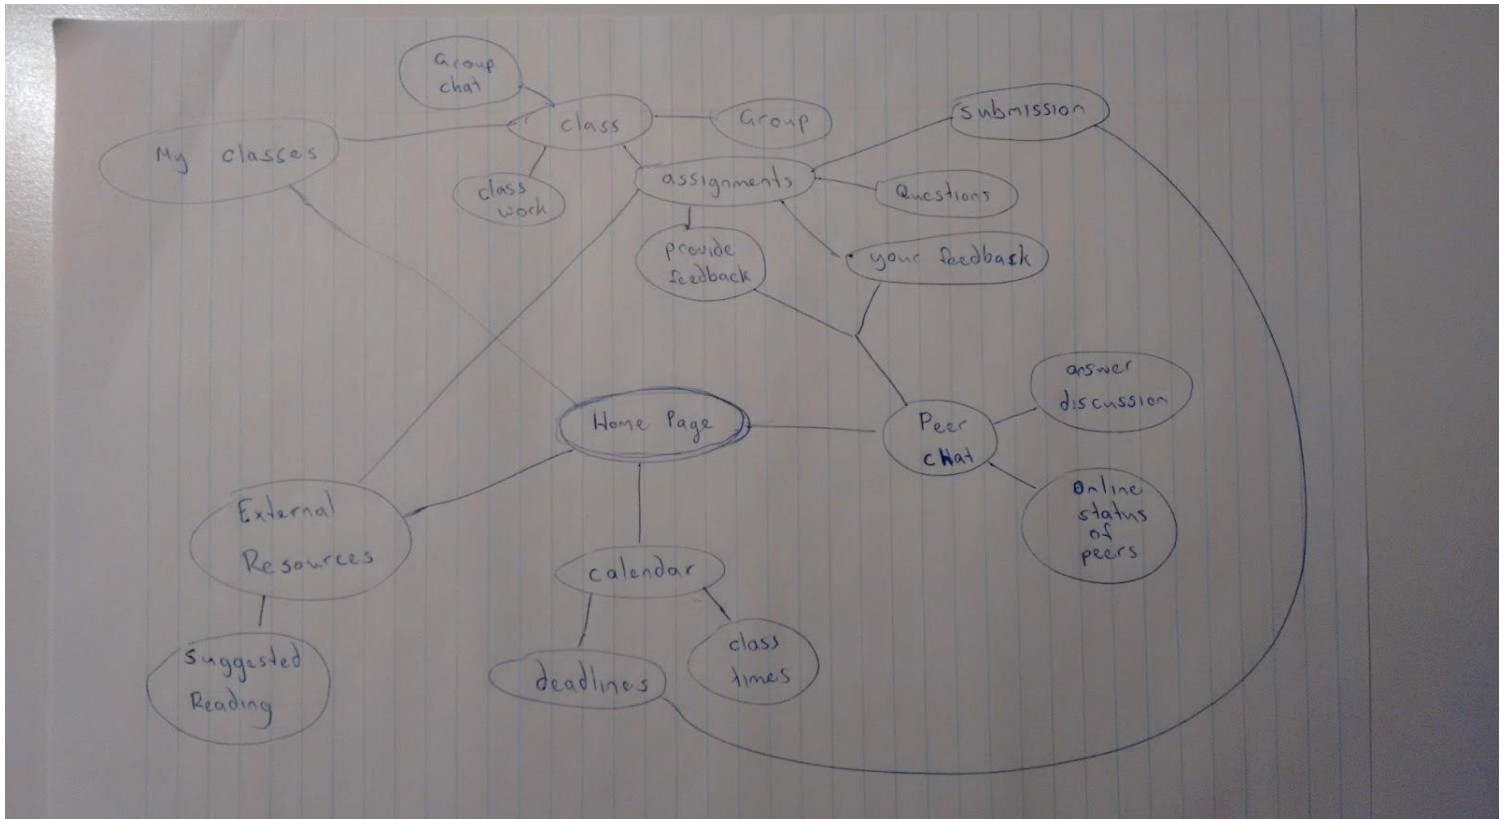 Group
chat
class
Group
submission
My classes
class
work
assignments
Questions
provide
feedback
your feedback
Home Page
Peer
chat
answer
discussion
Online
status
of
peers
External
Resources
calendar
deadlines
class
times
Suggested
Reading